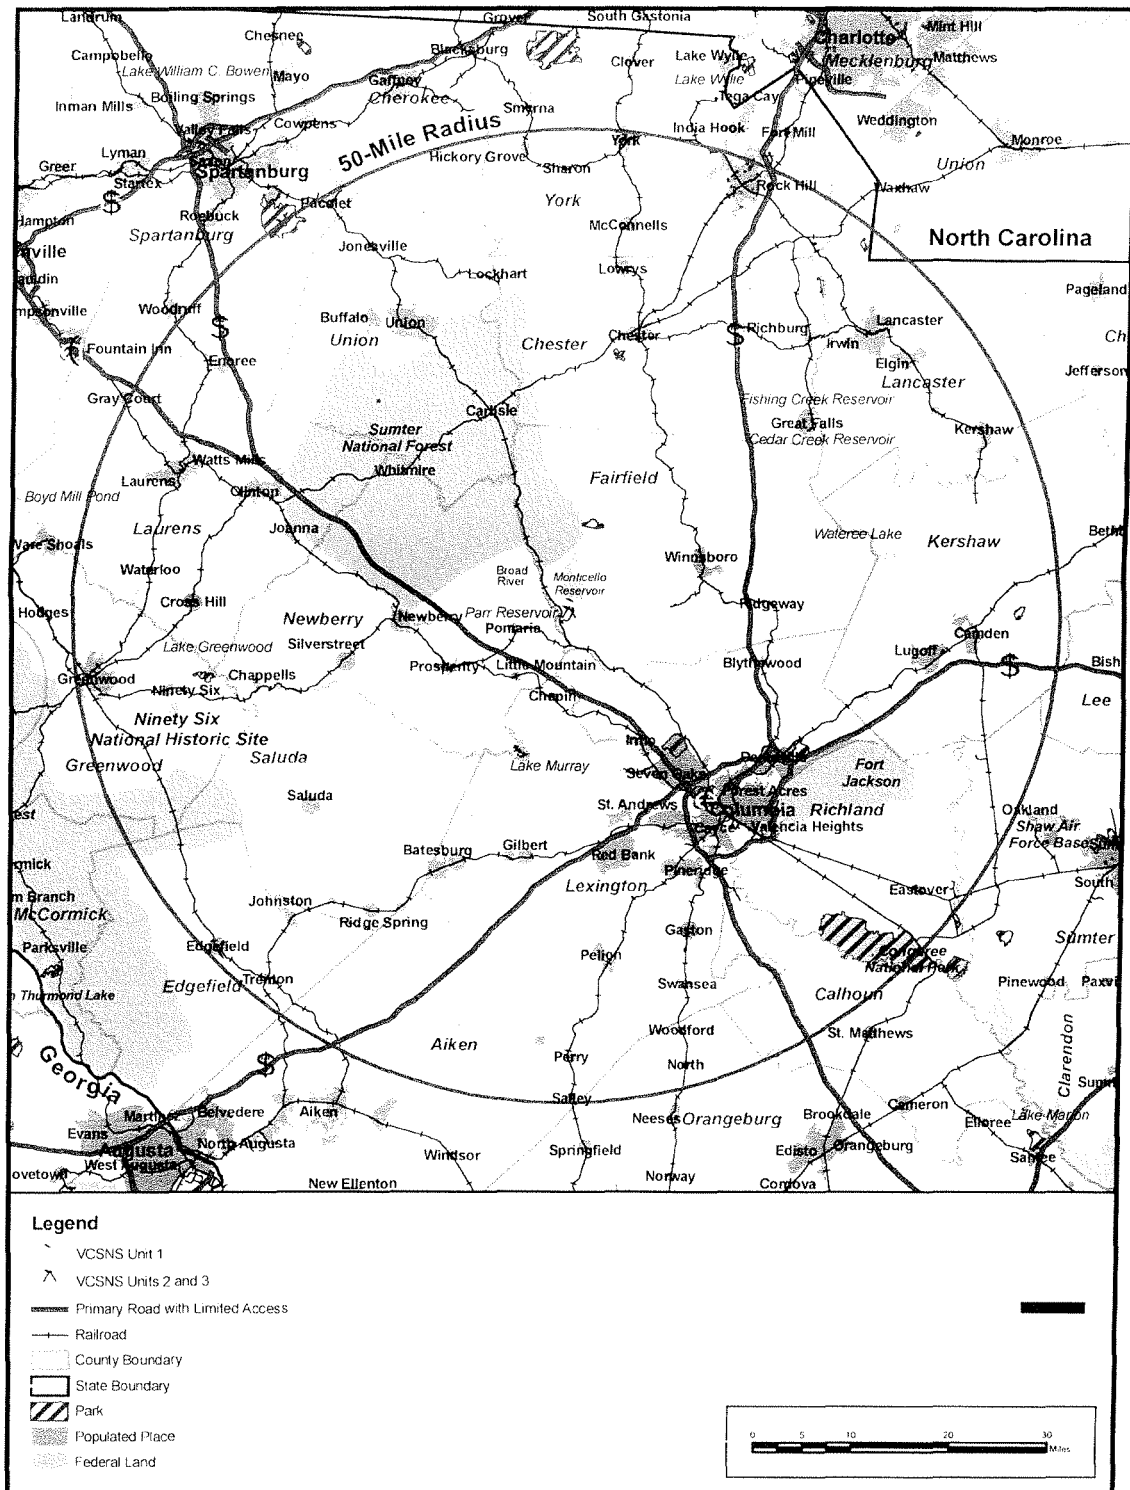 Landrum
Grover
South Gastonia
Mint Hill
Chesnee
Charlotte
Campobello
Blacksburg
Lake Wylie
Matthews
Mecklenburg
Clover
Lake William C. Bowen
Mayo
Gaffney
Lake Wylie
Pineville
Boiling Springs
Cherokee
Tega Cay
Inman Mills
Smyrna
Valley Falls
Cowpens
India Hook
Fort Mill
Weddington
50-Mile Radius
York
Monroe
Lyman
Hickory Grove
Greer
Saxon
Sharon
Union
Spartanburg
Startex
Rock Hill
Waxhaw
Pacolet
York
Hampton
Roebuck
McConnells
Spartanburg
North Carolina
Jonesville
Lockhart
Lowrys
Pageland
Woodruff
Buffalo
Union
Lancaster
Union
Chester
Chester
Richburg
Irwin
Fountain Inn
Enoree
Elgin
Lancaster
Jefferson
Gray Court
Fishing Creek Reservoir
Carlisle
Great Falls
Sumter
National Forest
Cedar Creek Reservoir
Kershaw
Watts Mills
Whitmire
Laurens
Clinton
Fairfield
Boyd Mill Pond
Laurens
Joanna
Wateree Lake
Kershaw
Ware Shoals
Winnsboro
Waterloo
Broad
River
Monticello
Reservoir
Cross Hill
Ridgeway
Hodges
Newberry
Newberry
Parr Reservoir
Pomaria
Silverstreet
Camden
Lake Greenwood
Lugoff
Prosperity
Little Mountain
Blythewood
Bish
Greenwood
Chappells
Ninety Six
Chapin
Lee
Ninety Six
National Historic Site
Irmo
Greenwood
Saluda
Lake Murray
Seven Oaks
Fort
Jackson
Saluda
St. Andrews
Forest Acres
Columbia
Richland
Oakland
Cayce
Valencia Heights
Shaw Air
Force Base
Gilbert
Batesburg
Red Bank
Pineridge
South
Lexington
Eastover
m Branch
McCormick
Johnston
Ridge Spring
Gaston
Parksville
Edgefield
Sumter
Pelion
Congaree
National Park
Trenton
Edgefield
Swansea
Calhoun
Pinewood
Paxvi
n Thurmond Lake
Woodford
St. Matthews
Georgia
Aiken
Perry
North
Clarendon
Salley
Martinez
Belvedere
Aiken
Neeses
Orangeburg
Brookdale
Cameron
Lake Marion
Elloree
Evans
Augusta
North Augusta
Windsor
Springfield
Edisto
Orangeburg
Santee
West Augusta
ovetown
New Ellenton
Norway
Cordova
Legend
VCSNS Unit 1
VCSNS Units 2 and 3
Primary Road with Limited Access
Railroad
County Boundary
State Boundary
Park
Populated Place
Federal Land
0 5 10 20 30
Miles